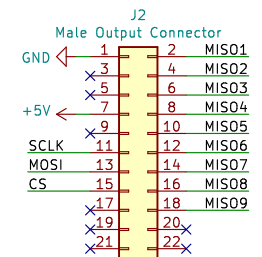 J2
Male Output Connector
GND 1 2 MISO1
3 4 MISO2
5 6 MISO3
+5V 7 8 MISO4
9 10 MISO5
SCLK 11 12 MISO6
MOSI 13 14 MISO7
CS 15 16 MISO8
17 18 MISO9
19 20
21 22